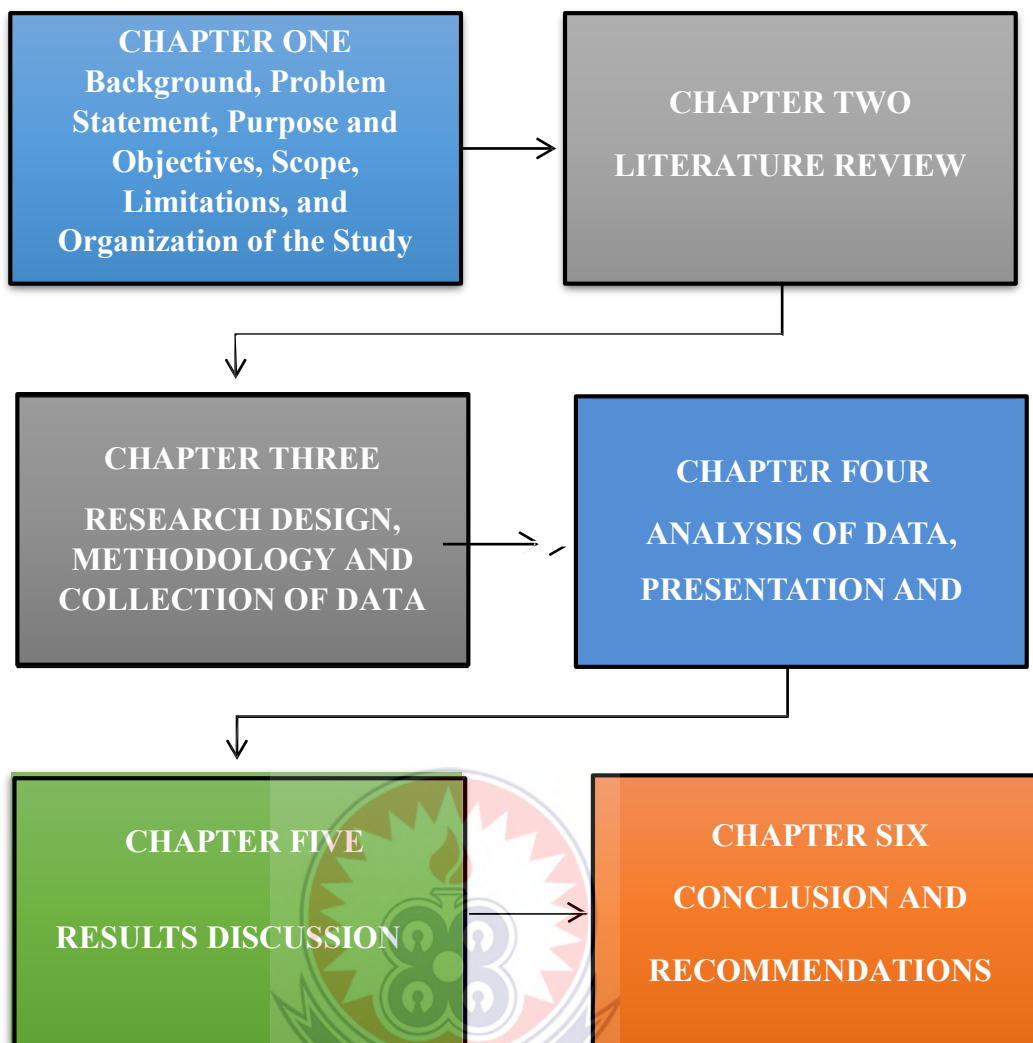 CHAPTER ONE
Background, Problem
Statement, Purpose and
Objectives, Scope,
Limitations, and
Organization of the Study
CHAPTER TWO
LITERATURE REVIEW
CHAPTER THREE
RESEARCH DESIGN,
METHODOLOGY AND
COLLECTION OF DATA
CHAPTER FOUR
ANALYSIS OF DATA,
PRESENTATION AND
CHAPTER FIVE
RESULTS DISCUSSION
CHAPTER SIX
CONCLUSION AND
RECOMMENDATIONS